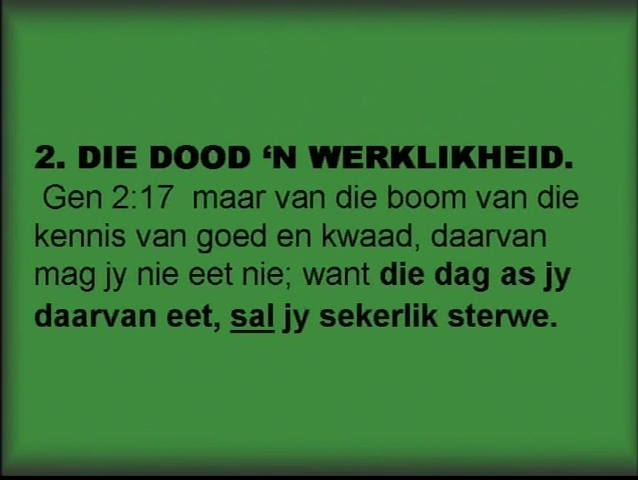 2. DIE DOOD ‘N WERKLIKHEID.
Gen 2:17 maar van die boom van die
kennis van goed en kwaad, daarvan
mag jy nie eet nie; want die dag as jy
daarvan eet, sal jy sekerlik sterwe.